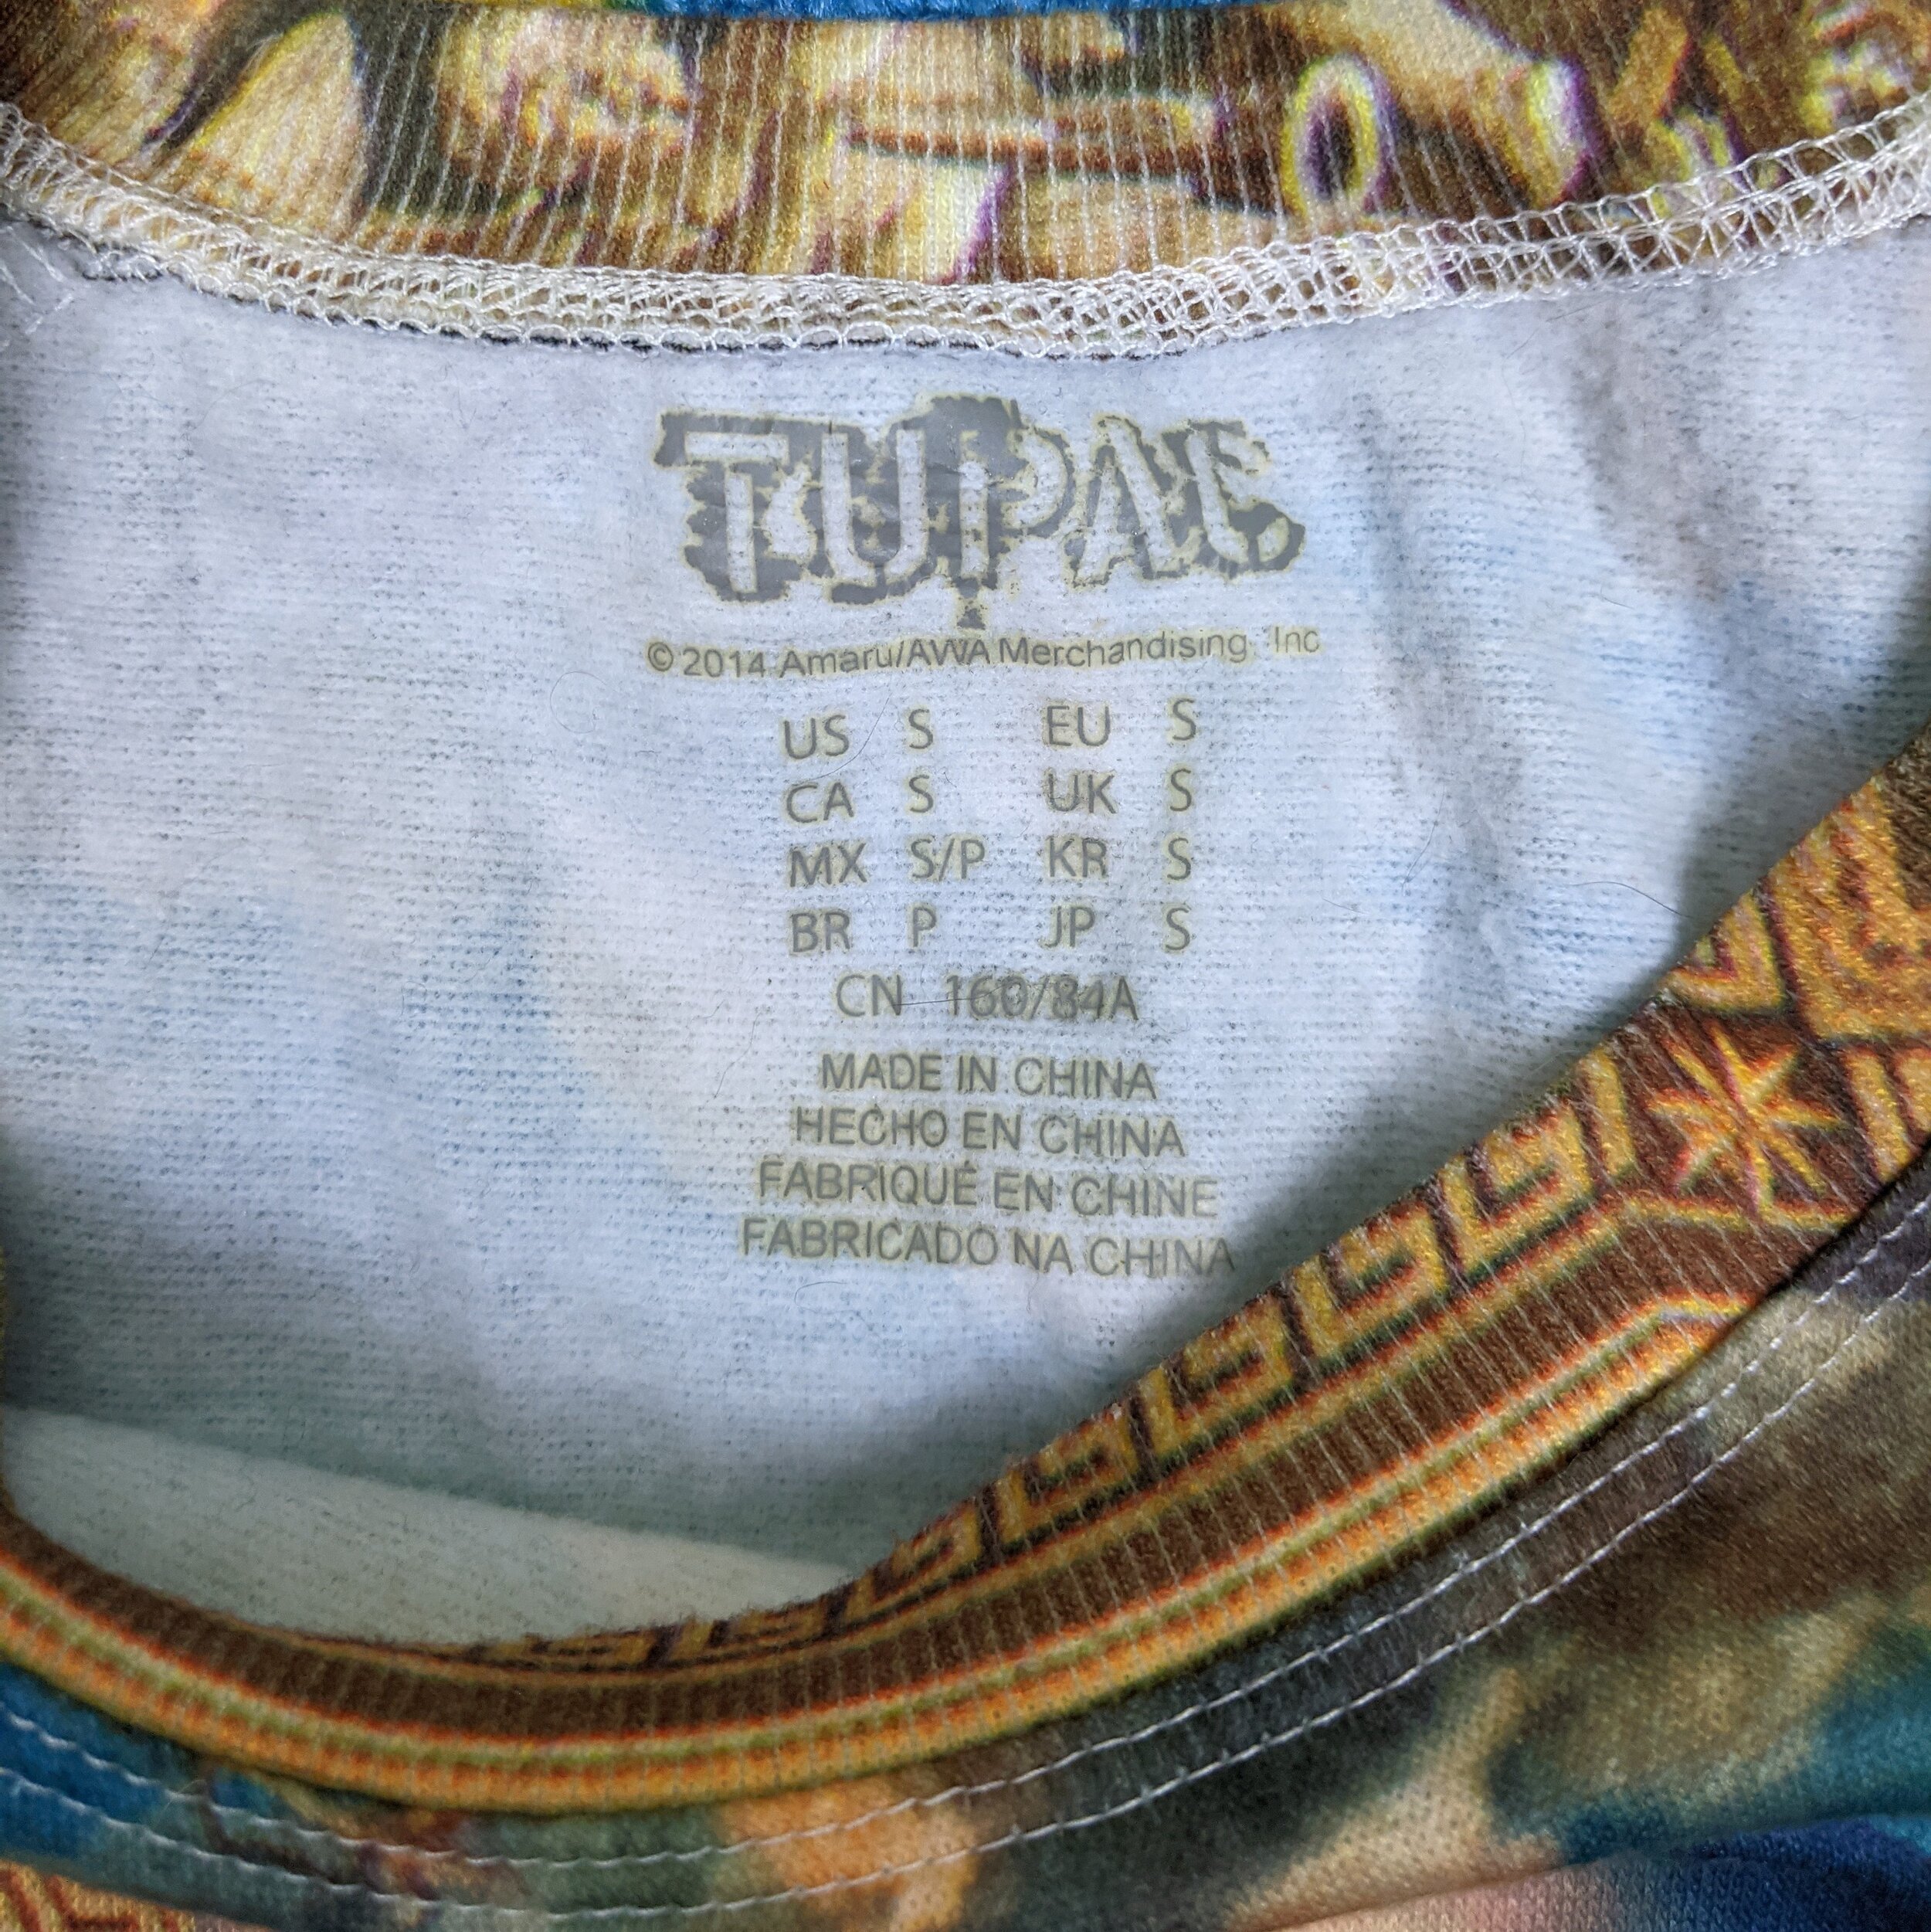 TUPAC
© 2014 Amaru/AWA Merchandising, Inc
US S EU S
CA S UK S
MX S/P KR S
BR P JP S
CN 160/84A
MADE IN CHINA
HECHO EN CHINA
FABRIQUÉ EN CHINE
FABRICADO NA CHINA